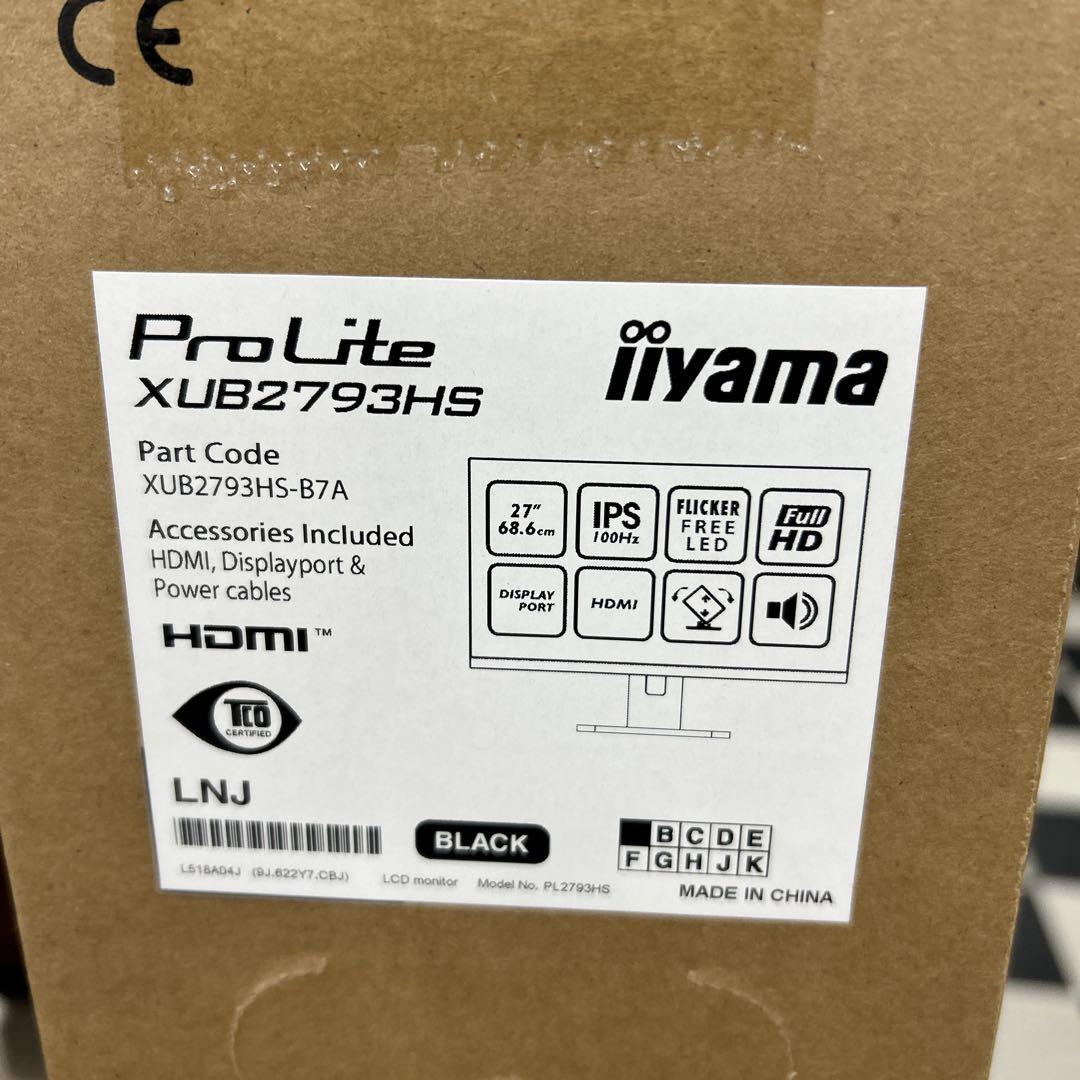 CE
ProLite
iiyama
XUB2793HS
Part Code
XUB2793HS-B7A
Accessories Included
HDMI, Displayport &
Power cables
HDMI™
27"
68.6cm
IPS
100Hz
FLICKER
FREE
LED
Full
HD
DISPLAY
PORT
HDMI
TCO
CERTIFIED
LNJ
BLACK
B C D E
F G H J K
L518A04J (9J.622Y7.CBJ)
LCD monitor
Model No. PL2793HS
MADE IN CHINA